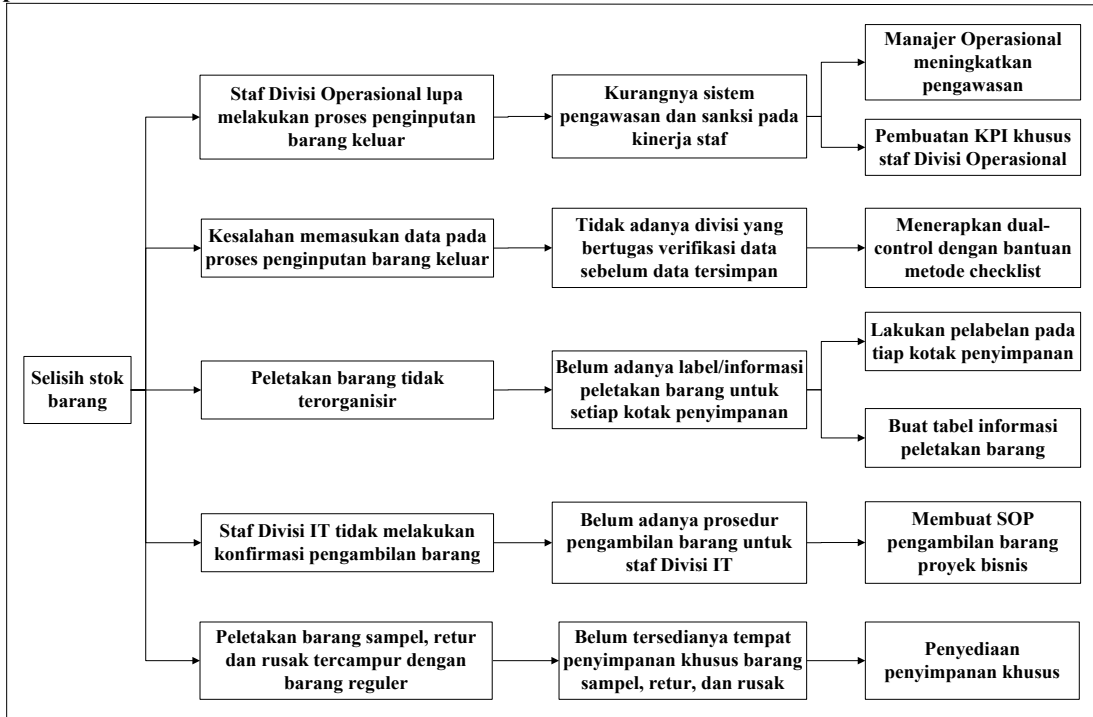 Selisih stok
barang
Staf Divisi Operasional lupa
melakukan proses penginputan
barang keluar
Kurangnya sistem
pengawasan dan sanksi pada
kinerja staf
Manajer Operasional
meningkatkan
pengawasan
Pembuatan KPI khusus
staf Divisi Operasional
Kesalahan memasukan data pada
proses penginputan barang keluar
Tidak adanya divisi yang
bertugas verifikasi data
sebelum data tersimpan
Menerapkan dual-
control dengan bantuan
metode checklist
Peletakan barang tidak
terorganisir
Belum adanya label/informasi
peletakan barang untuk
setiap kotak penyimpanan
Lakukan pelabelan pada
tiap kotak penyimpanan
Buat tabel informasi
peletakan barang
Staf Divisi IT tidak melakukan
konfirmasi pengambilan barang
Belum adanya prosedur
pengambilan barang untuk
staf Divisi IT
Membuat SOP
pengambilan barang
proyek bisnis
Peletakan barang sampel, retur
dan rusak tercampur dengan
barang reguler
Belum tersedianya tempat
penyimpanan khusus barang
sampel, retur, dan rusak
Penyediaan
penyimpanan khusus